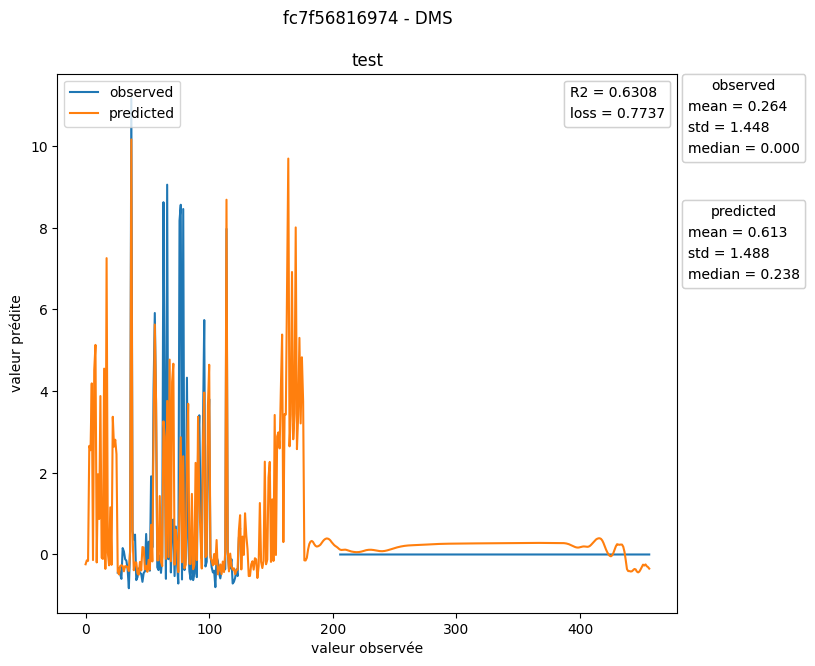 fc7f56816974 - DMS
test
observed
predicted
R2 = 0.6308
loss = 0.7737
observed
mean = 0.264
std = 1.448
median = 0.000
predicted
mean = 0.613
std = 1.488
median = 0.238
valeur prédite
10
8
6
4
2
0
0
100
200
300
400
valeur observée